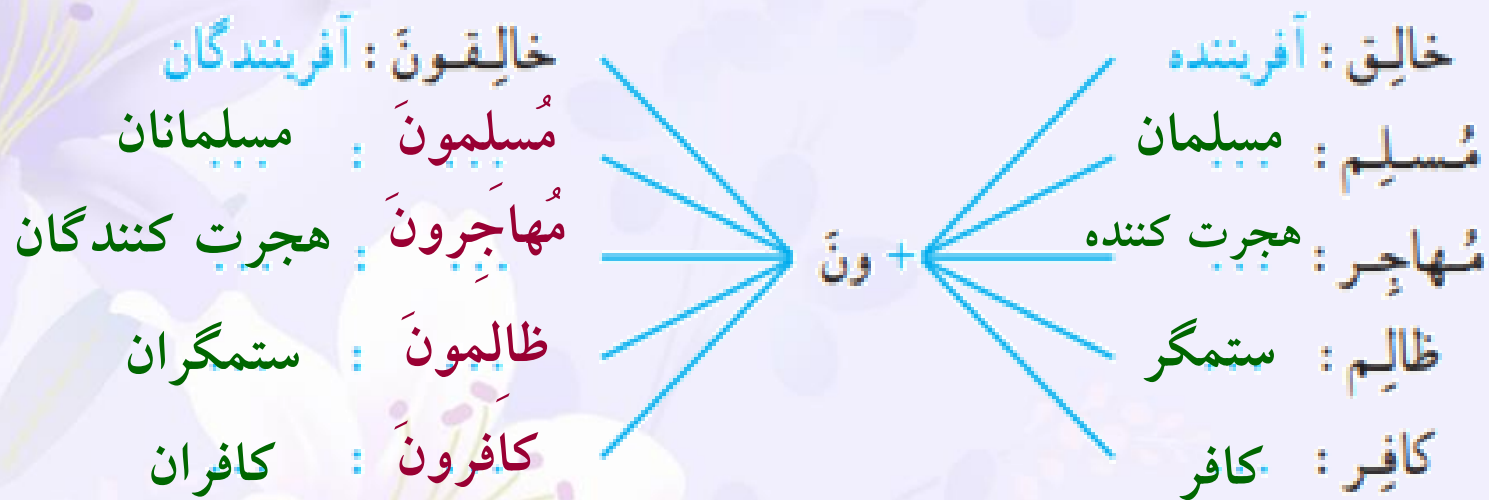 خالِق : آفریننده خالِقونَ : آفرینندگان
مُسلِم : مسلمان مُسلِمونَ : مسلمانان
مُهاجِر : هجرت کننده + ونَ مُهاجِرونَ : هجرت کنندگان
ظالِم : ستمگر ظالِمونَ : ستمگران
کافِر : کافر کافِرونَ : کافران